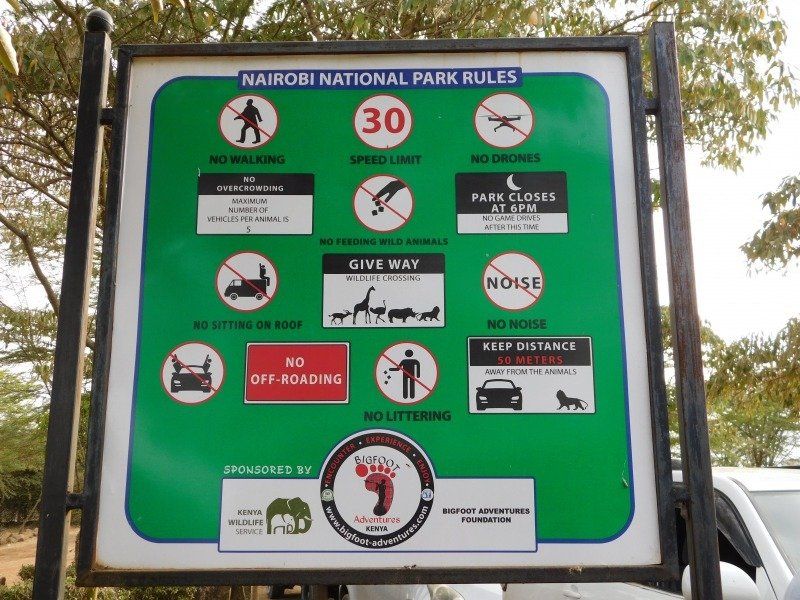 NAIROBI NATIONAL PARK RULES
NO WALKING
30
SPEED LIMIT
NO DRONES
NO
OVERCROWDING
MAXIMUM
NUMBER OF
VEHICLES PER ANIMAL IS
5
NO FEEDING WILD ANIMALS
PARK CLOSES
AT 6PM
NO GAME DRIVES
AFTER THIS TIME
NO SITTING ON ROOF
GIVE WAY
WILDLIFE CROSSING
NOISE
NO NOISE
NO
OFF-ROADING
NO LITTERING
KEEP DISTANCE
50 METERS
AWAY FROM THE ANIMALS
SPONSORED BY
KENYA
WILDLIFE
SERVICE
ENCOUNTER • EXPERIENCE • ENJOY
BIGFOOT
Adventures
KENYA
www.bigfoot-adventures.com
BIGFOOT ADVENTURES
FOUNDATION